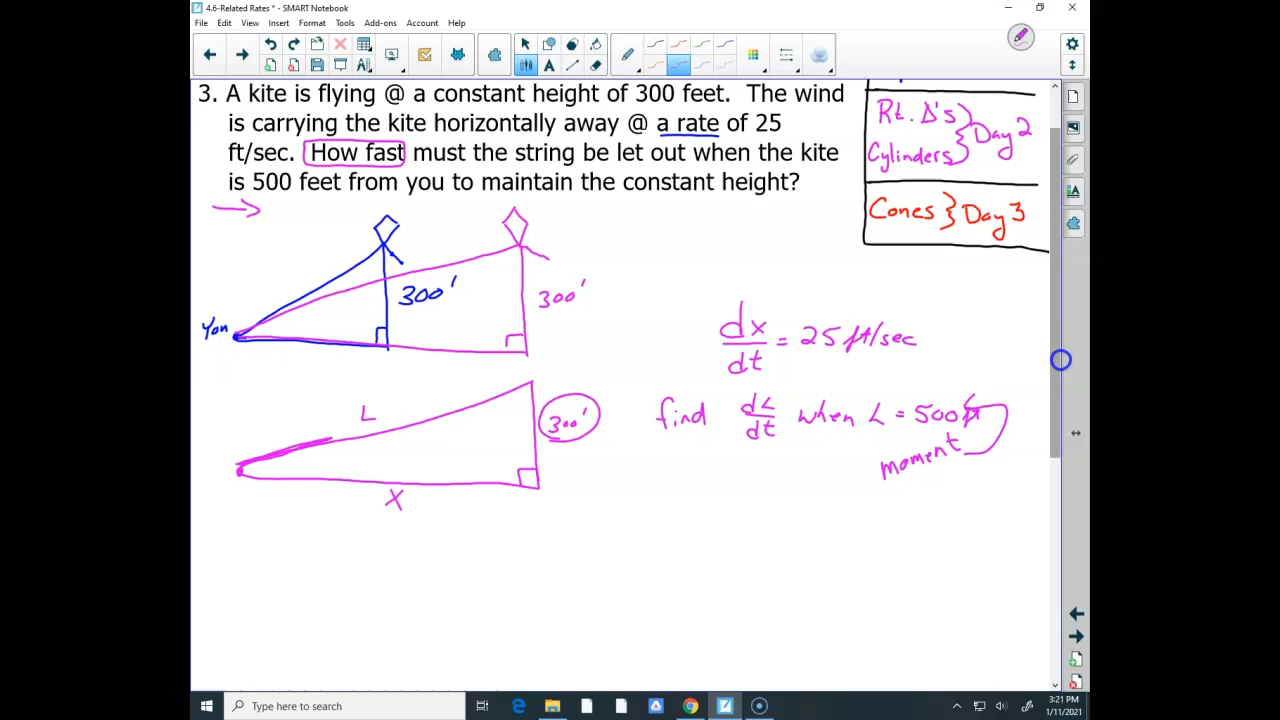 4.6-Related Rates * - SMART Notebook
File Edit View Insert Format Tools Add-ons Account Help
3. A kite is flying @ a constant height of 300 feet. The wind
is carrying the kite horizontally away @ a rate of 25
ft/sec. How fast must the string be let out when the kite
is 500 feet from you to maintain the constant height?
Rt. Δ's } Day 2
Cylinders
Cones } Day 3
You
300'
300'
dx/dt = 25 ft/sec
L
300'
find dL/dt when L = 500 ft
moment
X
Type here to search
3:21 PM
1/11/2021